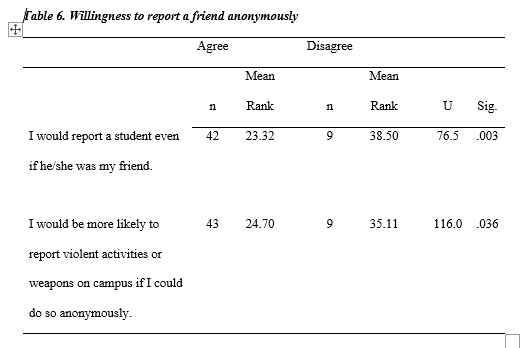 Table 6. Willingness to report a friend anonymously
Agree Disagree
Mean Mean
n Rank n Rank U Sig.
I would report a student even 42 23.32 9 38.50 76.5 .003
if he/she was my friend.
I would be more likely to 43 24.70 9 35.11 116.0 .036
report violent activities or
weapons on campus if I could
do so anonymously.